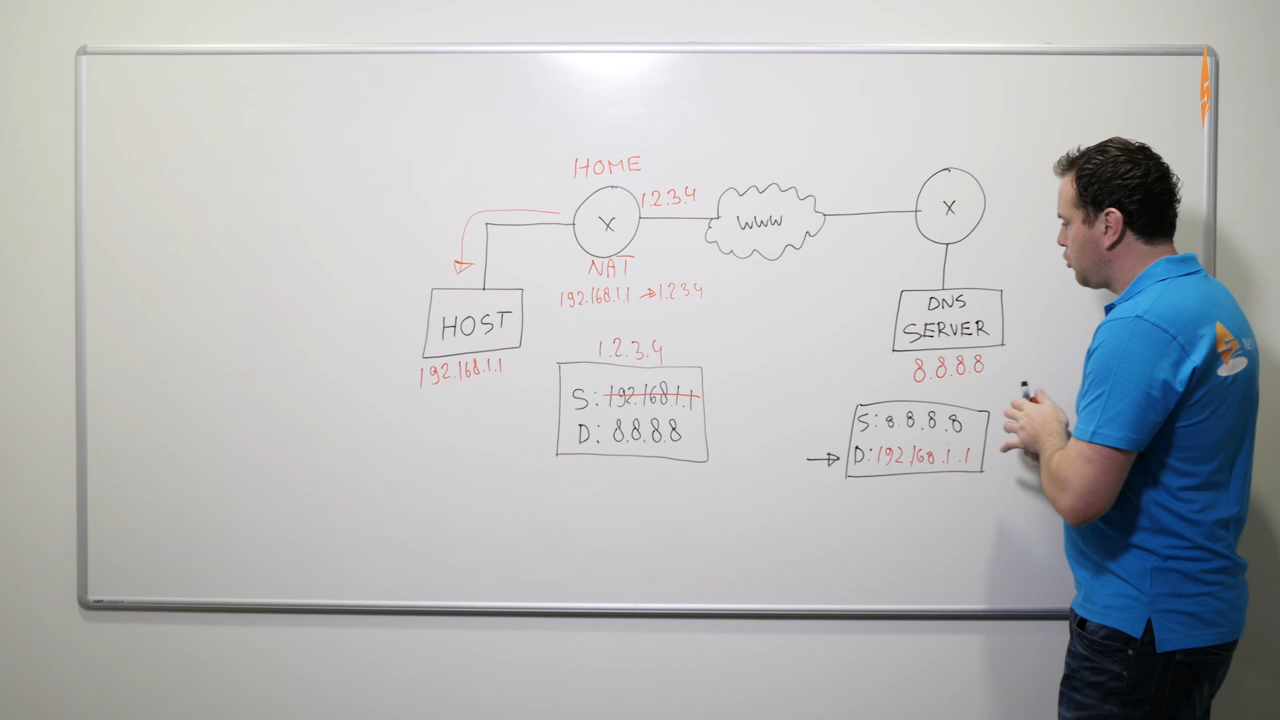 HOME
1.2.3.4
X
www
X
NAT
192.168.1.1 → 1.2.3.4
HOST
192.168.1.1
DNS
SERVER
8.8.8.8
1.2.3.4
S: 192.168.1.1
D: 8.8.8.8
S: 8.8.8.8
D: 192.168.1.1
Ne